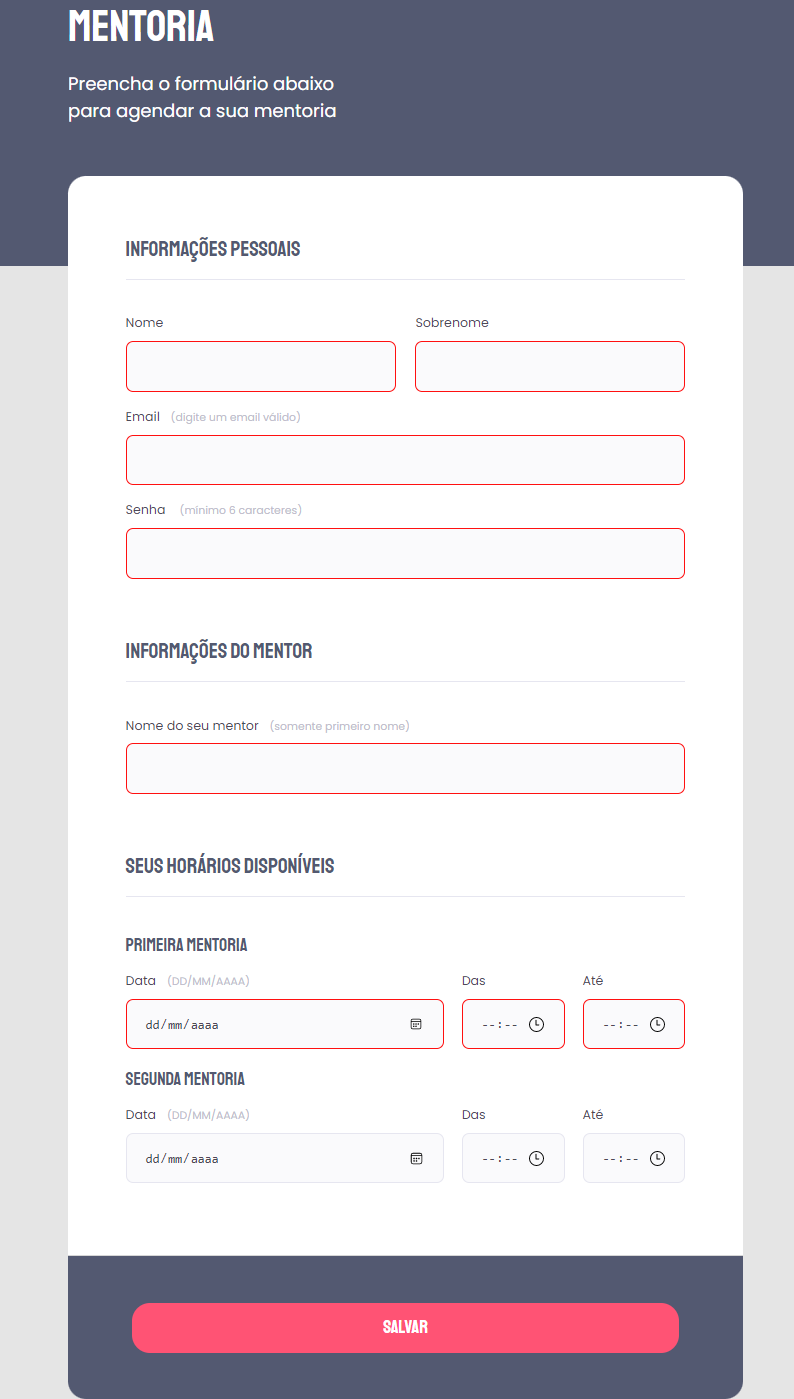 MENTORIA
Preencha o formulário abaixo
para agendar a sua mentoria
INFORMAÇÕES PESSOAIS
Nome Sobrenome
Email (digite um email válido)
Senha (mínimo 6 caracteres)
INFORMAÇÕES DO MENTOR
Nome do seu mentor (somente primeiro nome)
SEUS HORÁRIOS DISPONÍVEIS
PRIMEIRA MENTORIA
Data (DD/MM/AAAA) Das Até
dd/mm/aaaa --:-- --:--
SEGUNDA MENTORIA
Data (DD/MM/AAAA) Das Até
dd/mm/aaaa --:-- --:--
SALVAR